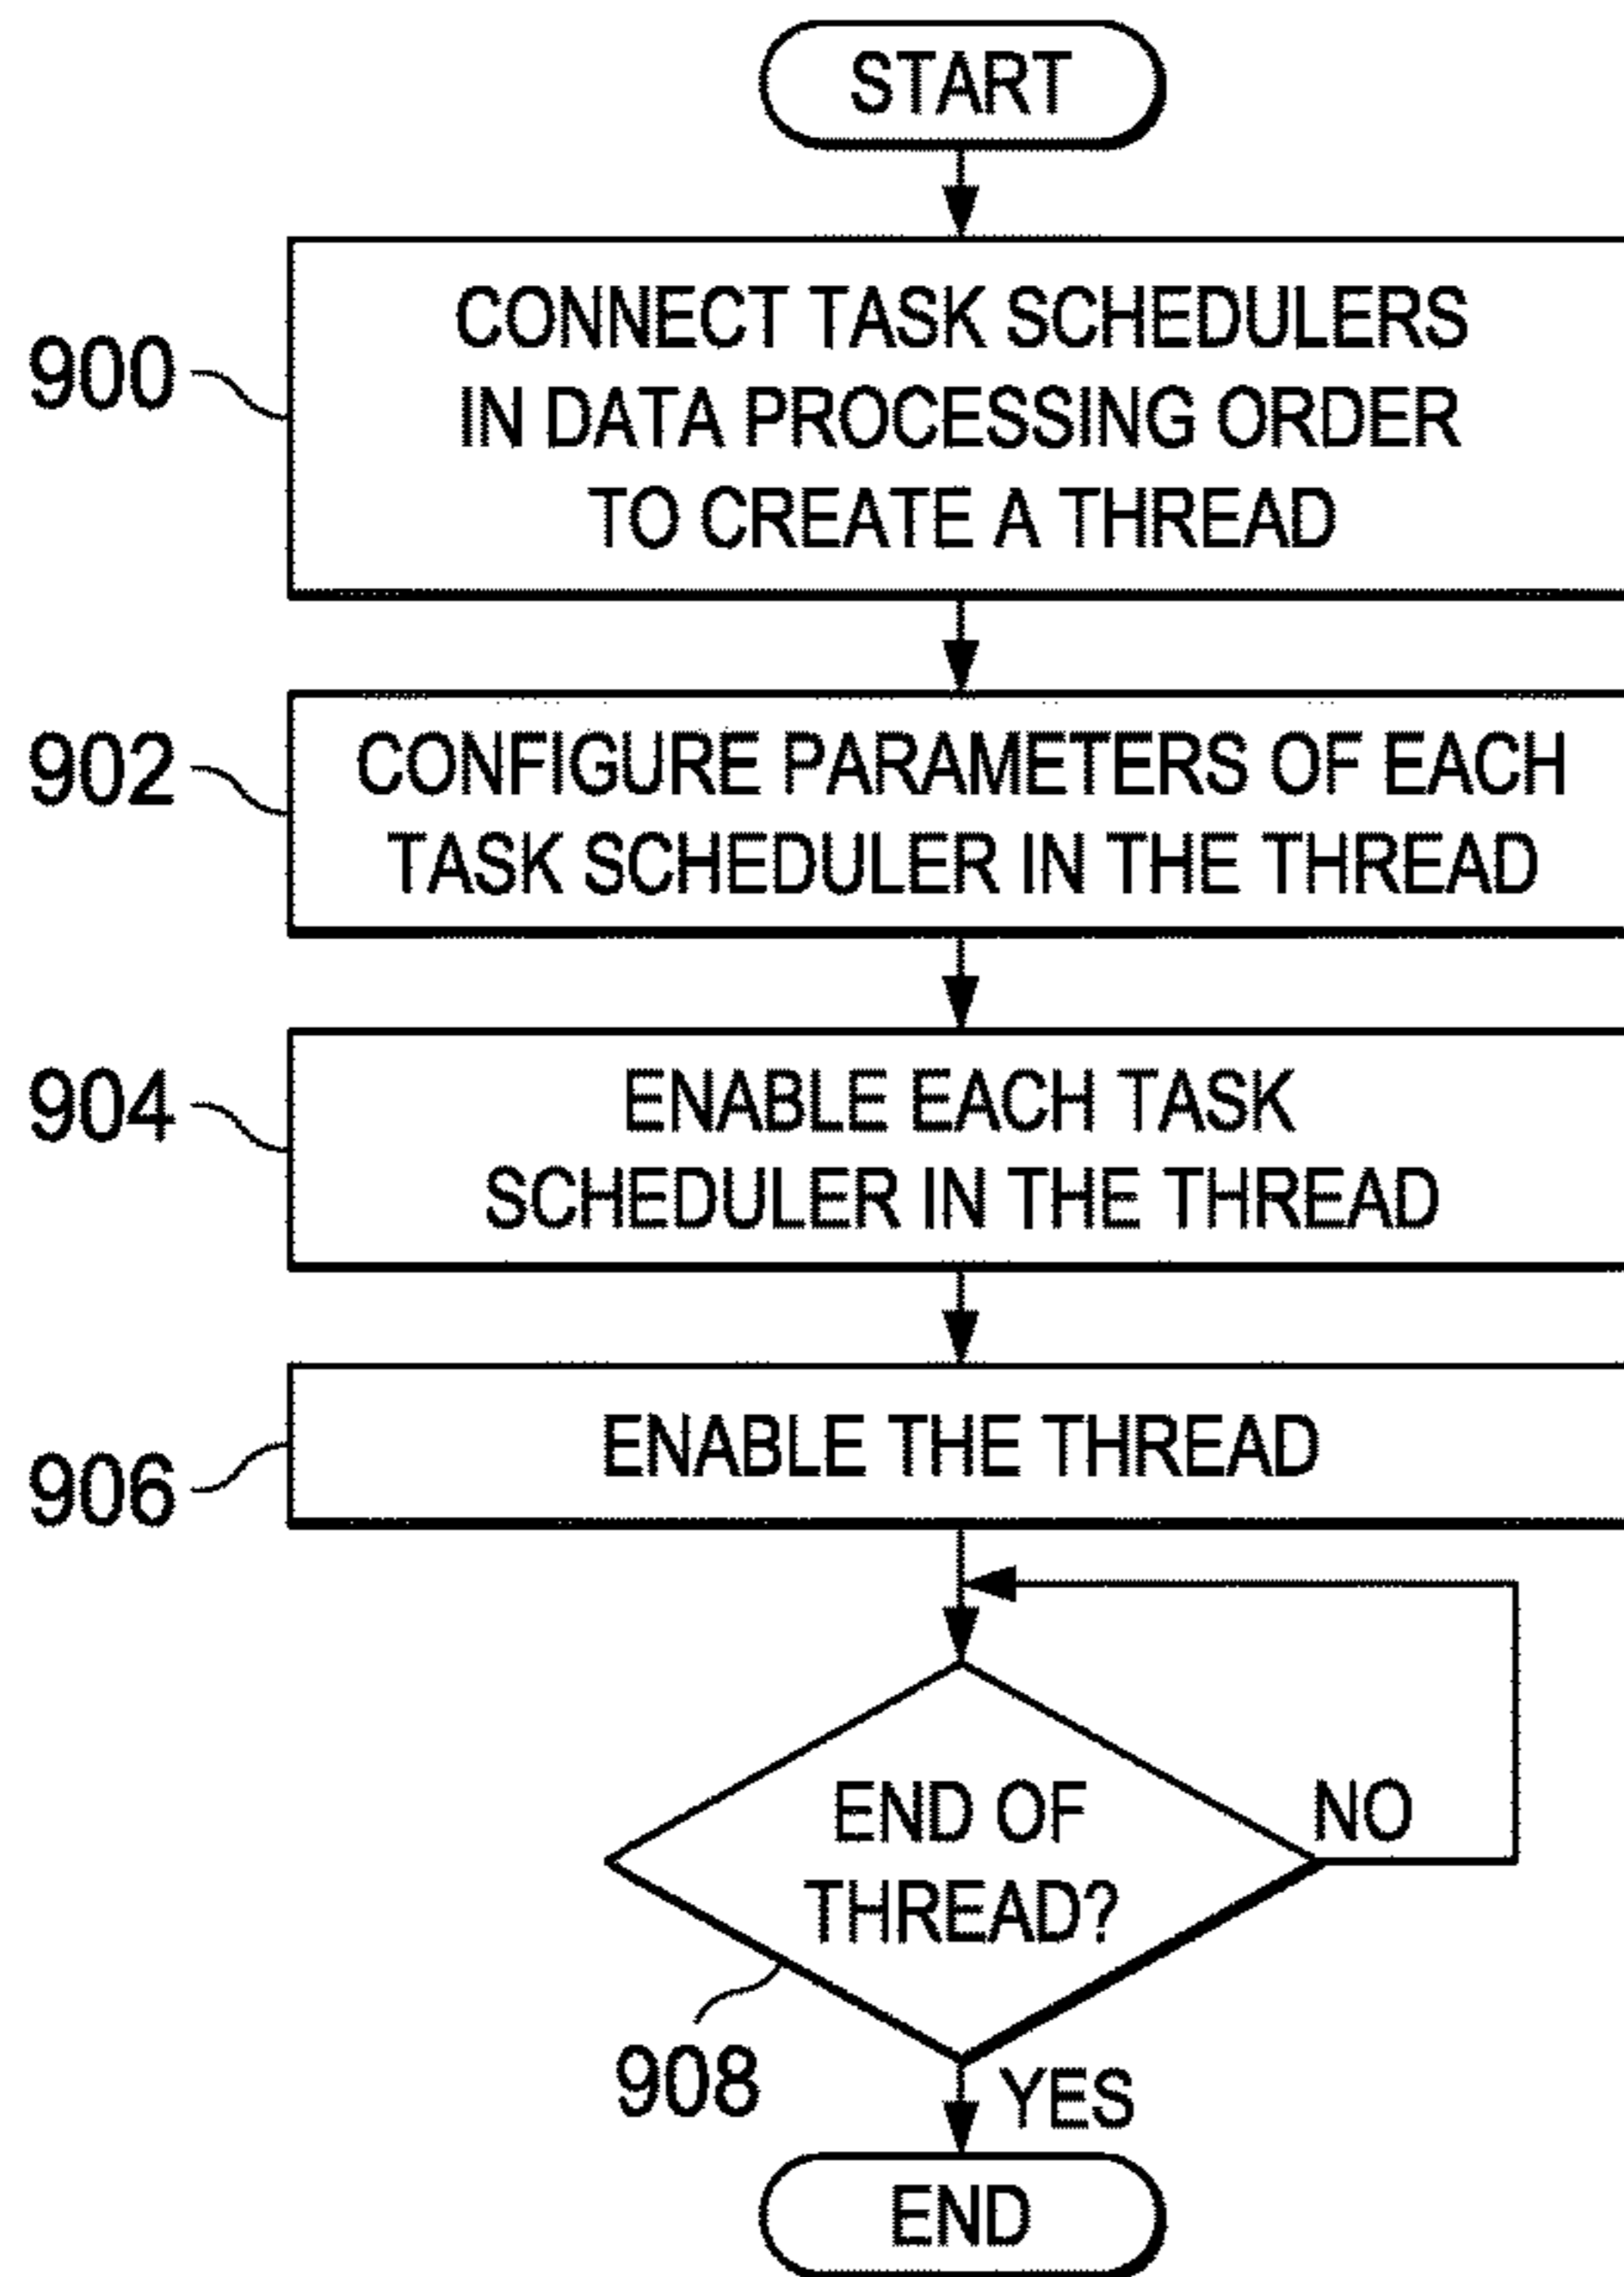 START
900
CONNECT TASK SCHEDULERS
IN DATA PROCESSING ORDER
TO CREATE A THREAD
902
CONFIGURE PARAMETERS OF EACH
TASK SCHEDULER IN THE THREAD
904
ENABLE EACH TASK
SCHEDULER IN THE THREAD
906
ENABLE THE THREAD
END OF
THREAD?
NO
908
YES
END